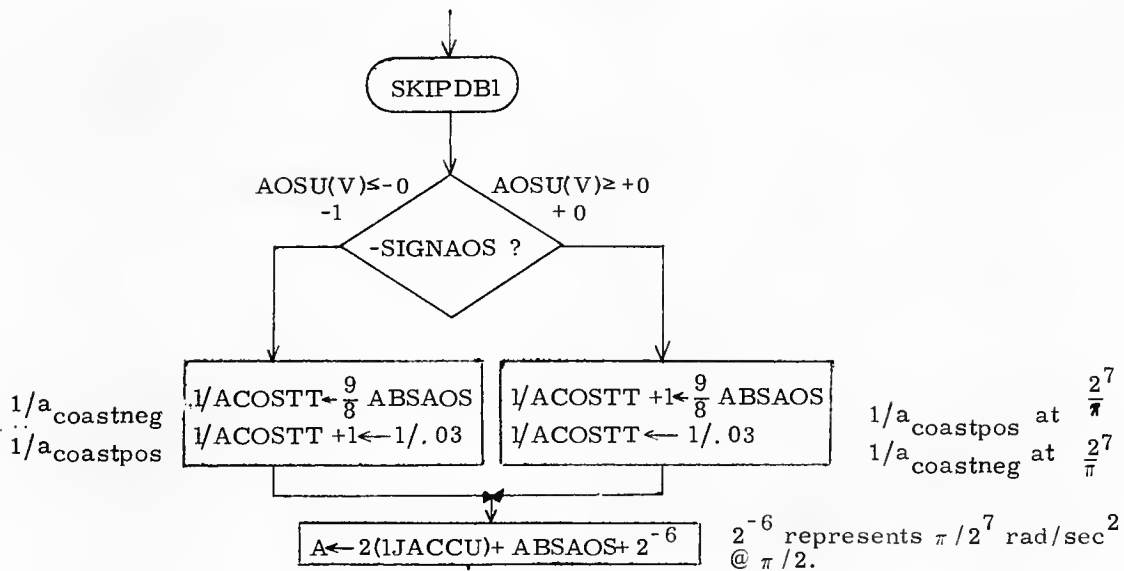 SKIPDB1
AOSU(V)≤-0
-1
AOSU(V)≥ +0
+ 0
-SIGNAOS ?
1/a coastneg
1/a coastpos
1/ACOSTT← 9/8 ABSAOS
1/ACOSTT +1←1/.03
1/ACOSTT +1← 9/8 ABSAOS
1/ACOSTT ← 1/.03
1/a coastpos at 2^7/π
1/a coastneg at 2^7/π
A←2(1JACCU)+ ABSAOS+ 2^-6
2^-6 represents π/2^7 rad/sec^2
@ π/2.